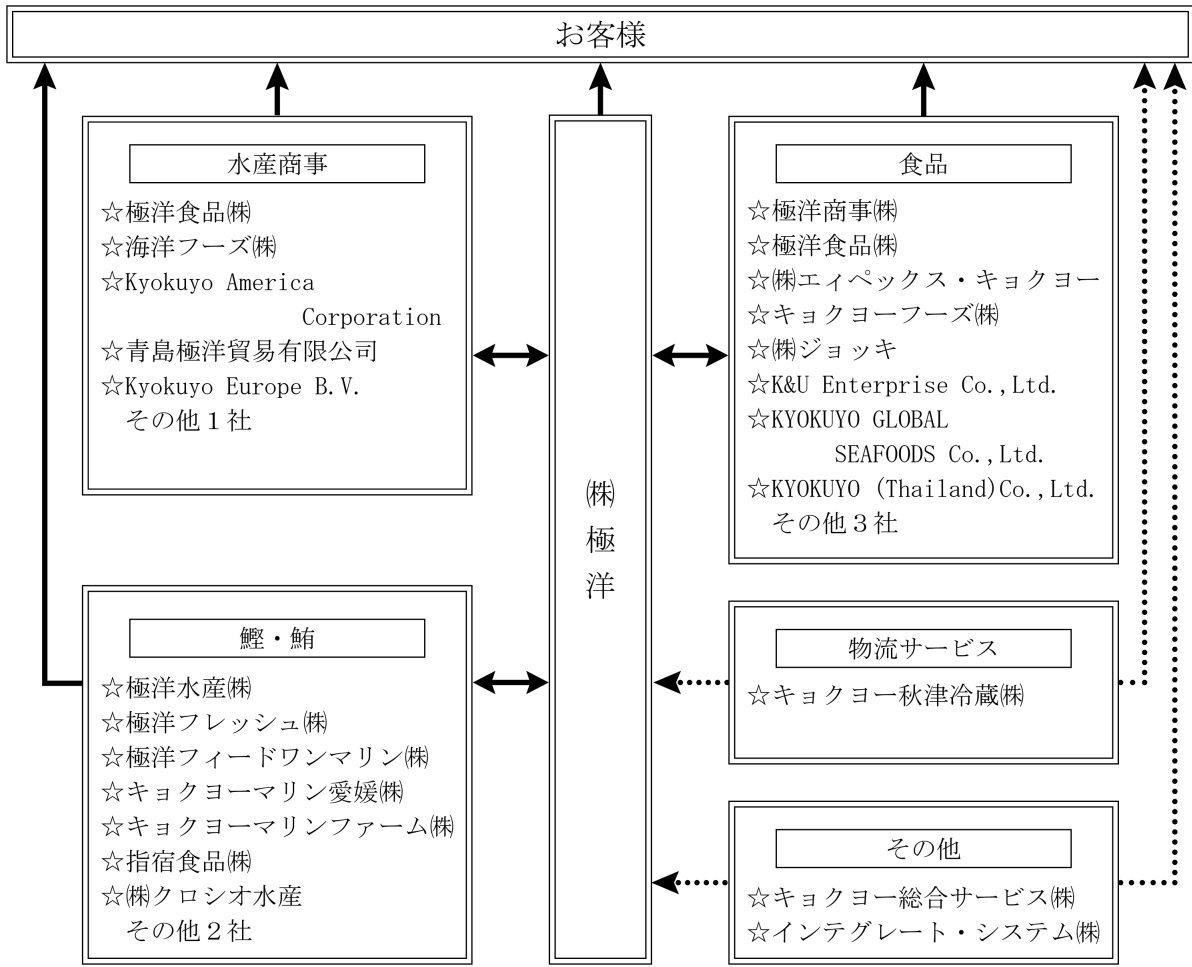 お客様
水産商事
☆極洋食品㈱
☆海洋フーズ㈱
☆Kyokuyo America
Corporation
☆青島極洋貿易有限公司
☆Kyokuyo Europe B.V.
その他１社
鰹・鮪
☆極洋水産㈱
☆極洋フレッシュ㈱
☆極洋フィードワンマリン㈱
☆キョクヨーマリン愛媛㈱
☆キョクヨーマリンファーム㈱
☆指宿食品㈱
☆㈱クロシオ水産
その他２社
㈱極洋
食品
☆極洋商事㈱
☆極洋食品㈱
☆㈱エィペックス・キョクヨー
☆キョクヨーフーズ㈱
☆㈱ジョッキ
☆K&U Enterprise Co.,Ltd.
☆KYOKUYO GLOBAL
SEAFOODS Co.,Ltd.
☆KYOKUYO (Thailand)Co.,Ltd.
その他３社
物流サービス
☆キョクヨー秋津冷蔵㈱
その他
☆キョクヨー総合サービス㈱
☆インテグレート・システム㈱